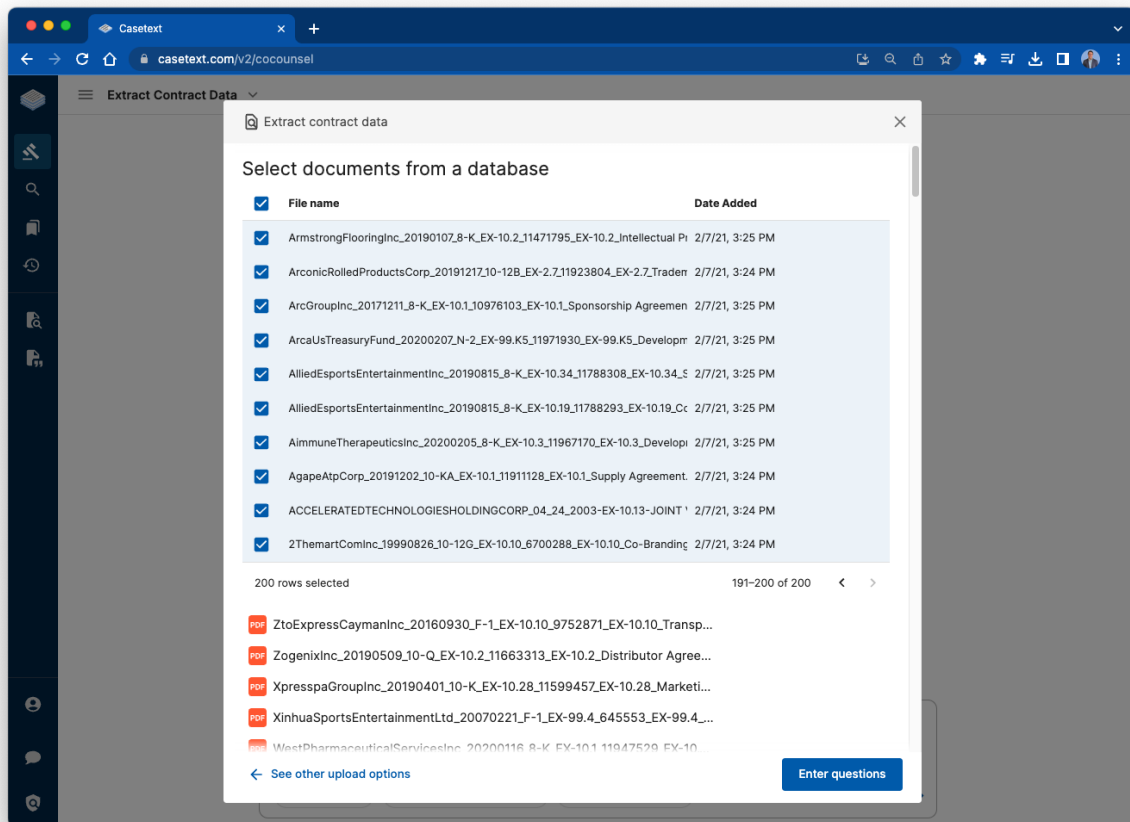 Casetext
casetext.com/v2/cocounsel
Extract Contract Data
Extract contract data
Select documents from a database
File name Date Added
ArmstrongFlooringInc_20190107_8-K_EX-10.2_11471795_EX-10.2_Intellectual Pr 2/7/21, 3:25 PM
ArconicRolledProductsCorp_20191217_10-12B_EX-2.7_11923804_EX-2.7_Tradem 2/7/21, 3:24 PM
ArcGroupInc_20171211_8-K_EX-10.1_10976103_EX-10.1_Sponsorship Agreemen 2/7/21, 3:25 PM
ArcaUsTreasuryFund_20200207_N-2_EX-99.K5_11971930_EX-99.K5_Developm 2/7/21, 3:25 PM
AlliedEsportsEntertainmentInc_20190815_8-K_EX-10.34_11788308_EX-10.34_S 2/7/21, 3:25 PM
AlliedEsportsEntertainmentInc_20190815_8-K_EX-10.19_11788293_EX-10.19_Cc 2/7/21, 3:25 PM
AimmuneTherapeuticsInc_20200205_8-K_EX-10.3_11967170_EX-10.3_Developi 2/7/21, 3:25 PM
AgapeAtpCorp_20191202_10-KA_EX-10.1_11911128_EX-10.1_Supply Agreement. 2/7/21, 3:24 PM
ACCELERATEDTECHNOLOGIESHOLDINGCORP_04_24_2003-EX-10.13-JOINT 2/7/21, 3:24 PM
2ThemartComInc_19990826_10-12G_EX-10.10_6700288_EX-10.10_Co-Branding 2/7/21, 3:24 PM
200 rows selected 191–200 of 200
PDF ZtoExpressCaymanInc_20160930_F-1_EX-10.10_9752871_EX-10.10_Transp...
PDF ZogenixInc_20190509_10-Q_EX-10.2_11663313_EX-10.2_Distributor Agree...
PDF XpresspaGroupInc_20190401_10-K_EX-10.28_11599457_EX-10.28_Marketi...
PDF XinhuaSportsEntertainmentLtd_20070221_F-1_EX-99.4_645553_EX-99.4_...
PDF WestPharmaceuticalServicesInc_20200116_8-K_EX-10.1_11947529_EX-10...
See other upload options
Enter questions